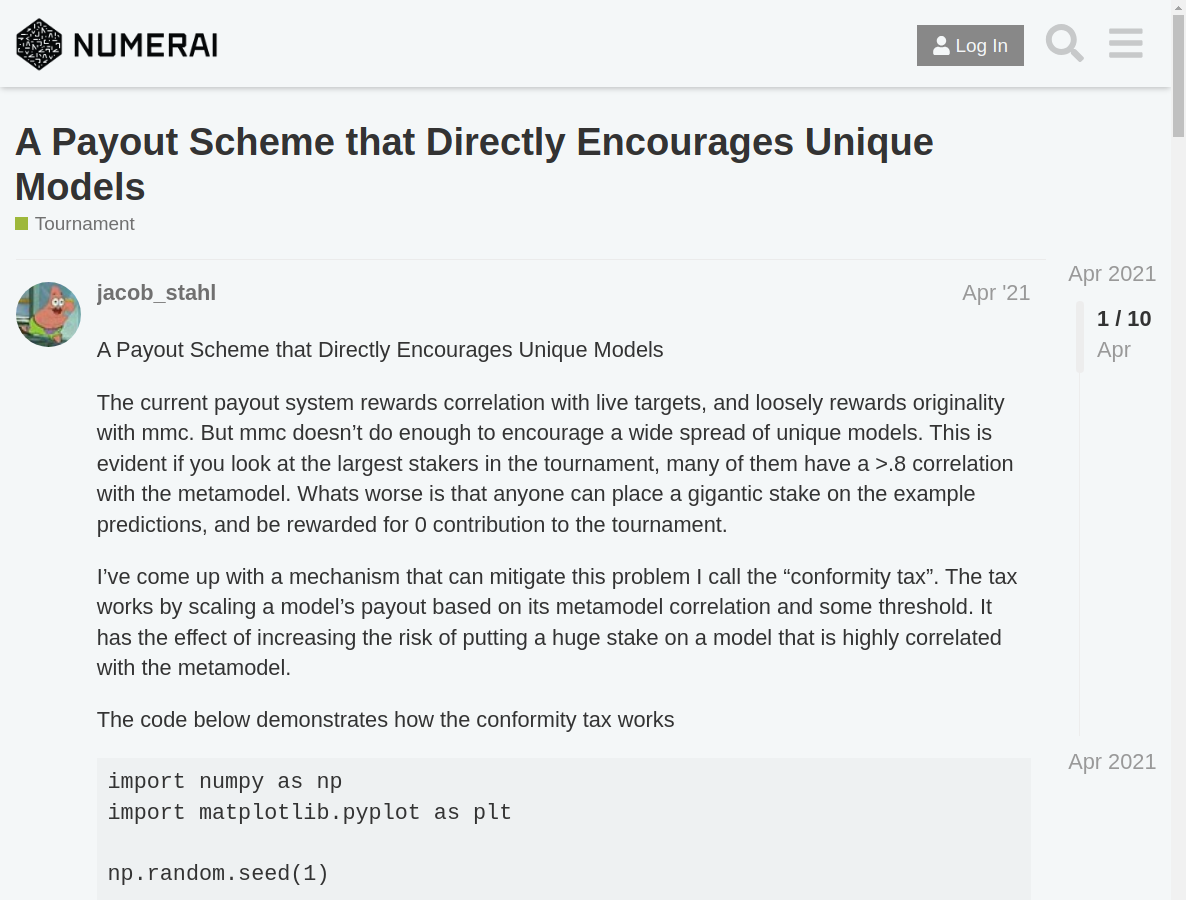 NUMERAI
Log In
A Payout Scheme that Directly Encourages Unique
Models
Tournament
jacob_stahl
Apr '21
A Payout Scheme that Directly Encourages Unique Models
The current payout system rewards correlation with live targets, and loosely rewards originality
with mmc. But mmc doesn’t do enough to encourage a wide spread of unique models. This is
evident if you look at the largest stakers in the tournament, many of them have a >.8 correlation
with the metamodel. Whats worse is that anyone can place a gigantic stake on the example
predictions, and be rewarded for 0 contribution to the tournament.
I’ve come up with a mechanism that can mitigate this problem I call the “conformity tax”. The tax
works by scaling a model’s payout based on its metamodel correlation and some threshold. It
has the effect of increasing the risk of putting a huge stake on a model that is highly correlated
with the metamodel.
The code below demonstrates how the conformity tax works
import numpy as np
import matplotlib.pyplot as plt
np.random.seed(1)
Apr 2021
1 / 10
Apr
Apr 2021